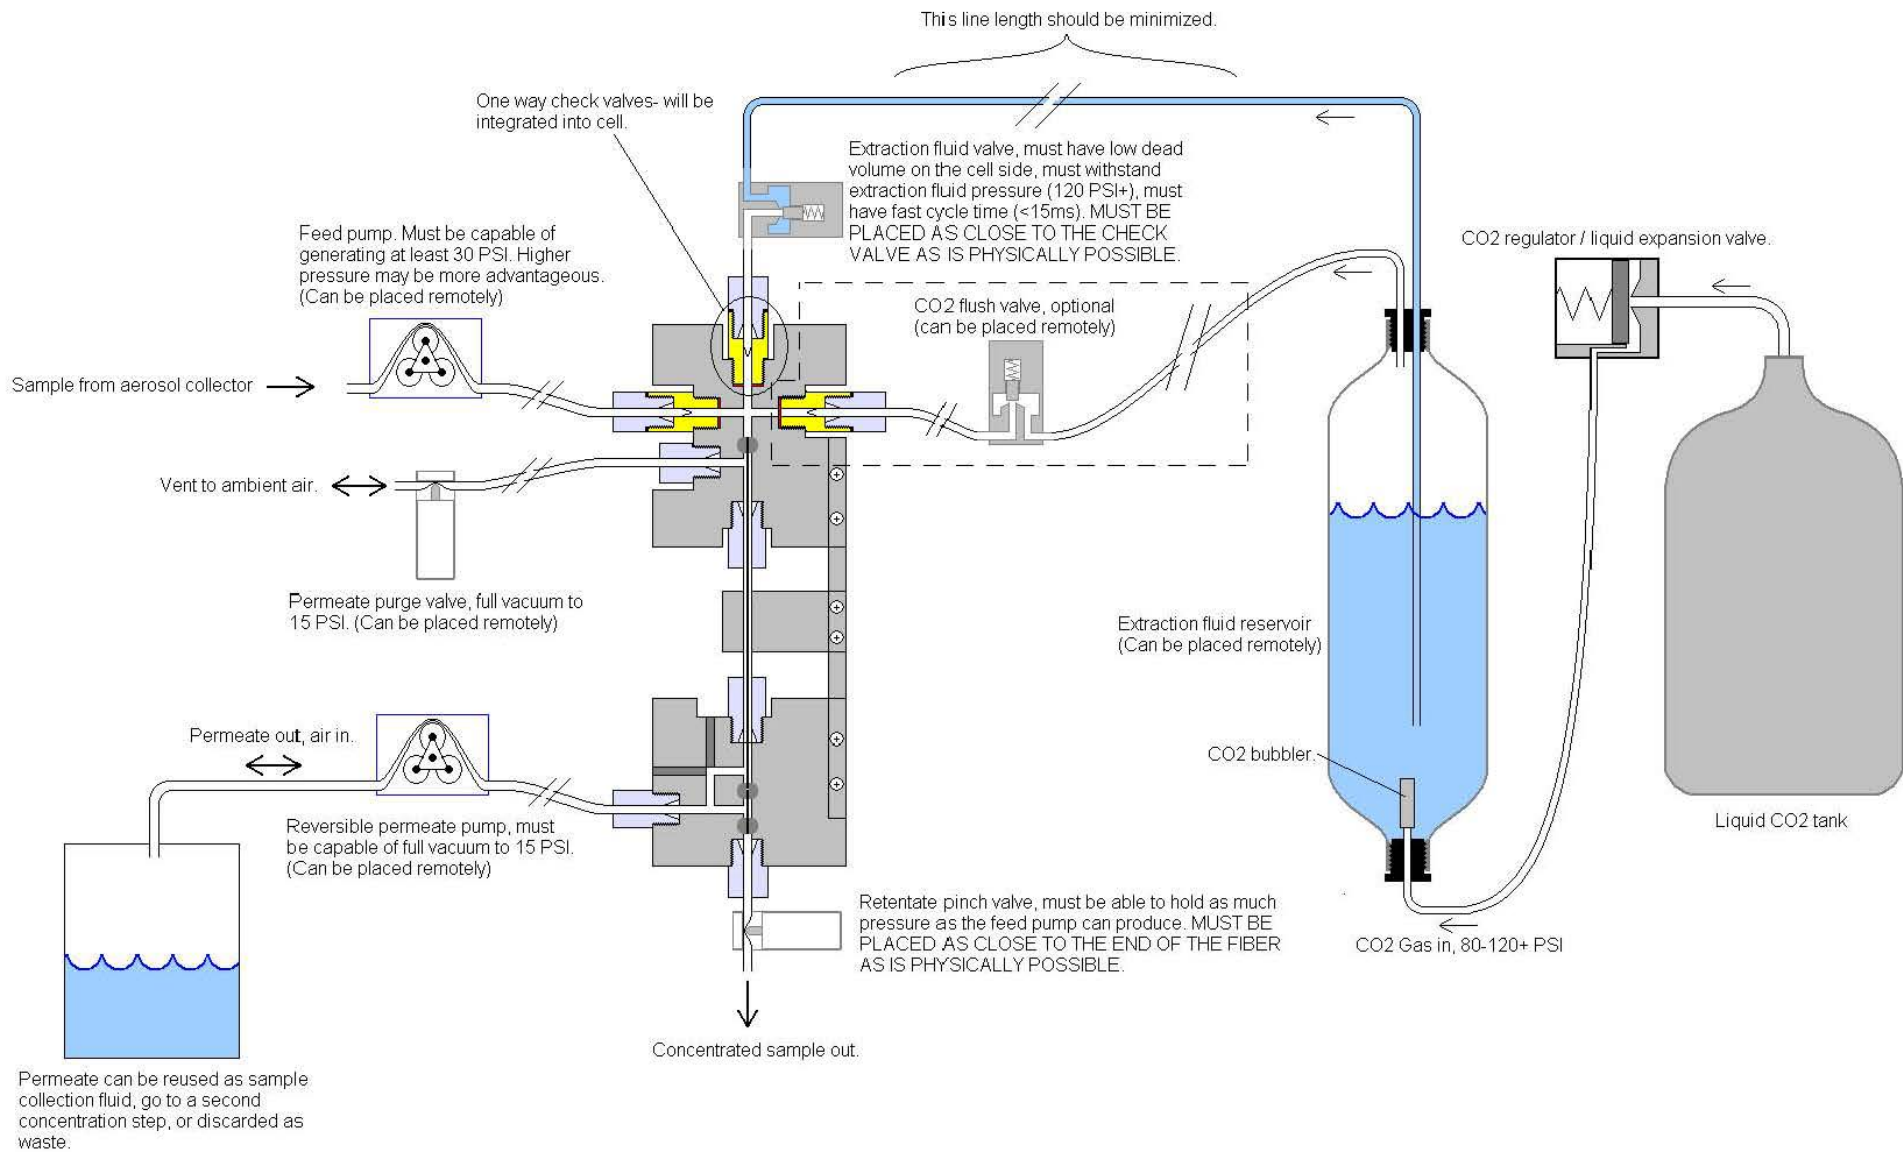 This line length should be minimized.
One way check valves- will be
integrated into cell.
Extraction fluid valve, must have low dead
volume on the cell side, must withstand
extraction fluid pressure (120 PSI+), must
have fast cycle time (<15ms). MUST BE
PLACED AS CLOSE TO THE CHECK
VALVE AS IS PHYSICALLY POSSIBLE.
Feed pump. Must be capable of
generating at least 30 PSI. Higher
pressure may be more advantageous.
(Can be placed remotely)
CO2 regulator / liquid expansion valve.
CO2 flush valve, optional
(can be placed remotely)
Sample from aerosol collector
Vent to ambient air.
Permeate purge valve, full vacuum to
15 PSI. (Can be placed remotely)
Extraction fluid reservoir
(Can be placed remotely)
Permeate out, air in.
CO2 bubbler.
Liquid CO2 tank
Reversible permeate pump, must
be capable of full vacuum to 15 PSI.
(Can be placed remotely)
Retentate pinch valve, must be able to hold as much
pressure as the feed pump can produce. MUST BE
PLACED AS CLOSE TO THE END OF THE FIBER
AS IS PHYSICALLY POSSIBLE.
CO2 Gas in, 80-120+ PSI
Concentrated sample out.
Permeate can be reused as sample
collection fluid, go to a second
concentration step, or discarded as
waste.